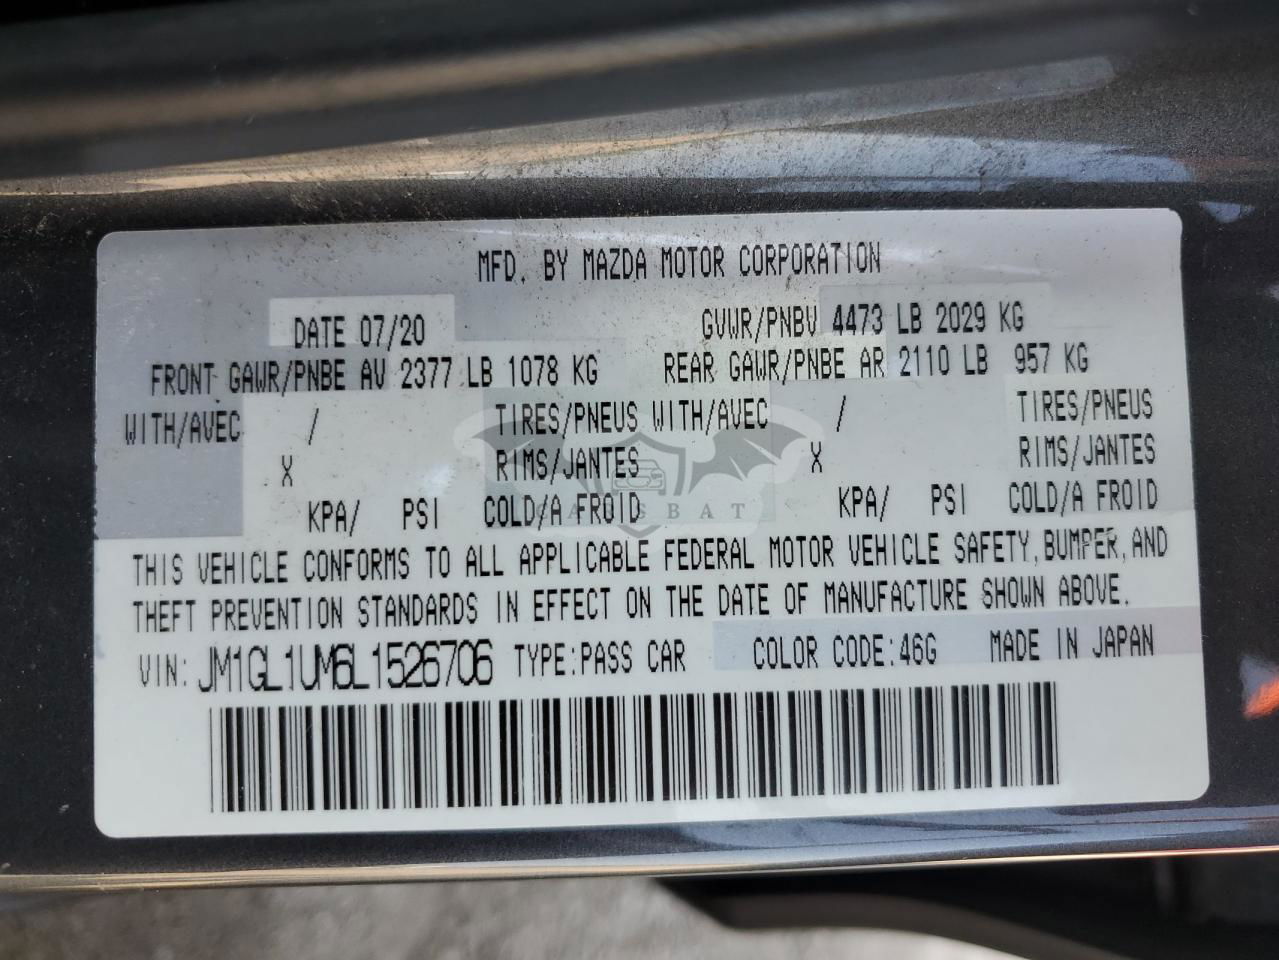 MFD. BY MAZDA MOTOR CORPORATION
DATE 07/20 GVWR/PNBV 4473 LB 2029 KG
FRONT GAWR/PNBE AV 2377 LB 1078 KG REAR GAWR/PNBE AR 2110 LB 957 KG
WITH/AVEC / TIRES/PNEUS WITH/AVEC / TIRES/PNEUS
X RIMS/JANTES X RIMS/JANTES
KPA/ PSI COLD/A FROID KPA/ PSI COLD/A FROID
CARSBAT
THIS VEHICLE CONFORMS TO ALL APPLICABLE FEDERAL MOTOR VEHICLE SAFETY, BUMPER, AND
THEFT PREVENTION STANDARDS IN EFFECT ON THE DATE OF MANUFACTURE SHOWN ABOVE.
VIN: JM1GL1UM6L1526706 TYPE: PASS CAR COLOR CODE: 46G MADE IN JAPAN